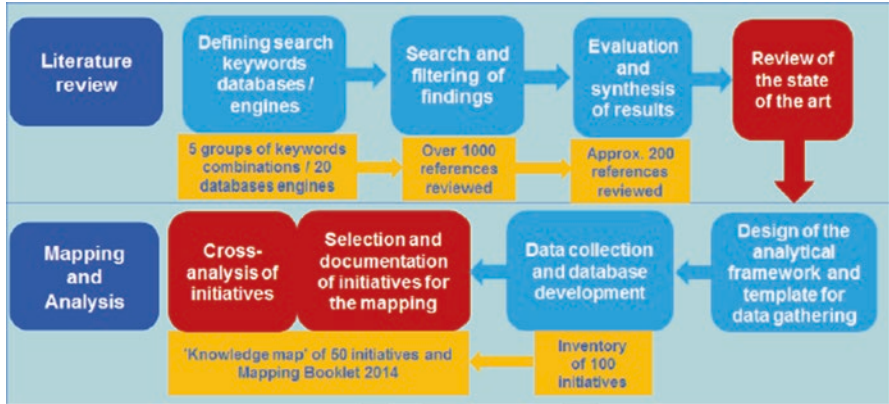 Literature
review
Defining search
keywords
databases /
engines
Search and
filtering of
findings
Evaluation
and
synthesis
of results
Review of
the state
of the art
5 groups of keywords
combinations / 20
databases engines
Over 1000
references
reviewed
Approx. 200
references
reviewed
Mapping
and
Analysis
Cross-
analysis of
initiatives
Selection and
documentation
of initiatives for
the mapping
Data collection
and database
development
Design of the
analytical
framework and
template for
data gathering
'Knowledge map' of 50 initiatives and
Mapping Booklet 2014
Inventory
of 100
initiatives